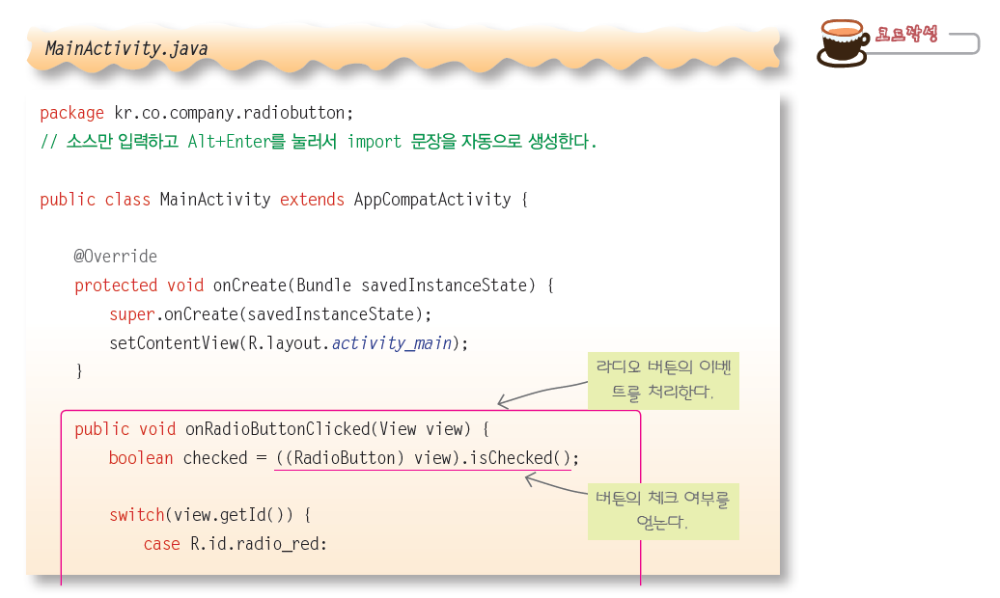 MainActivity.java
코드작성
package kr.co.company.radiobutton;
// 소스만 입력하고 Alt+Enter를 눌러서 import 문장을 자동으로 생성한다.
public class MainActivity extends AppCompatActivity {
@Override
protected void onCreate(Bundle savedInstanceState) {
super.onCreate(savedInstanceState);
setContentView(R.layout.activity_main);
}
라디오 버튼의 이벤
트를 처리한다.
public void onRadioButtonClicked(View view) {
boolean checked = ((RadioButton) view).isChecked();
버튼의 체크 여부를
얻는다.
switch(view.getId()) {
case R.id.radio_red: